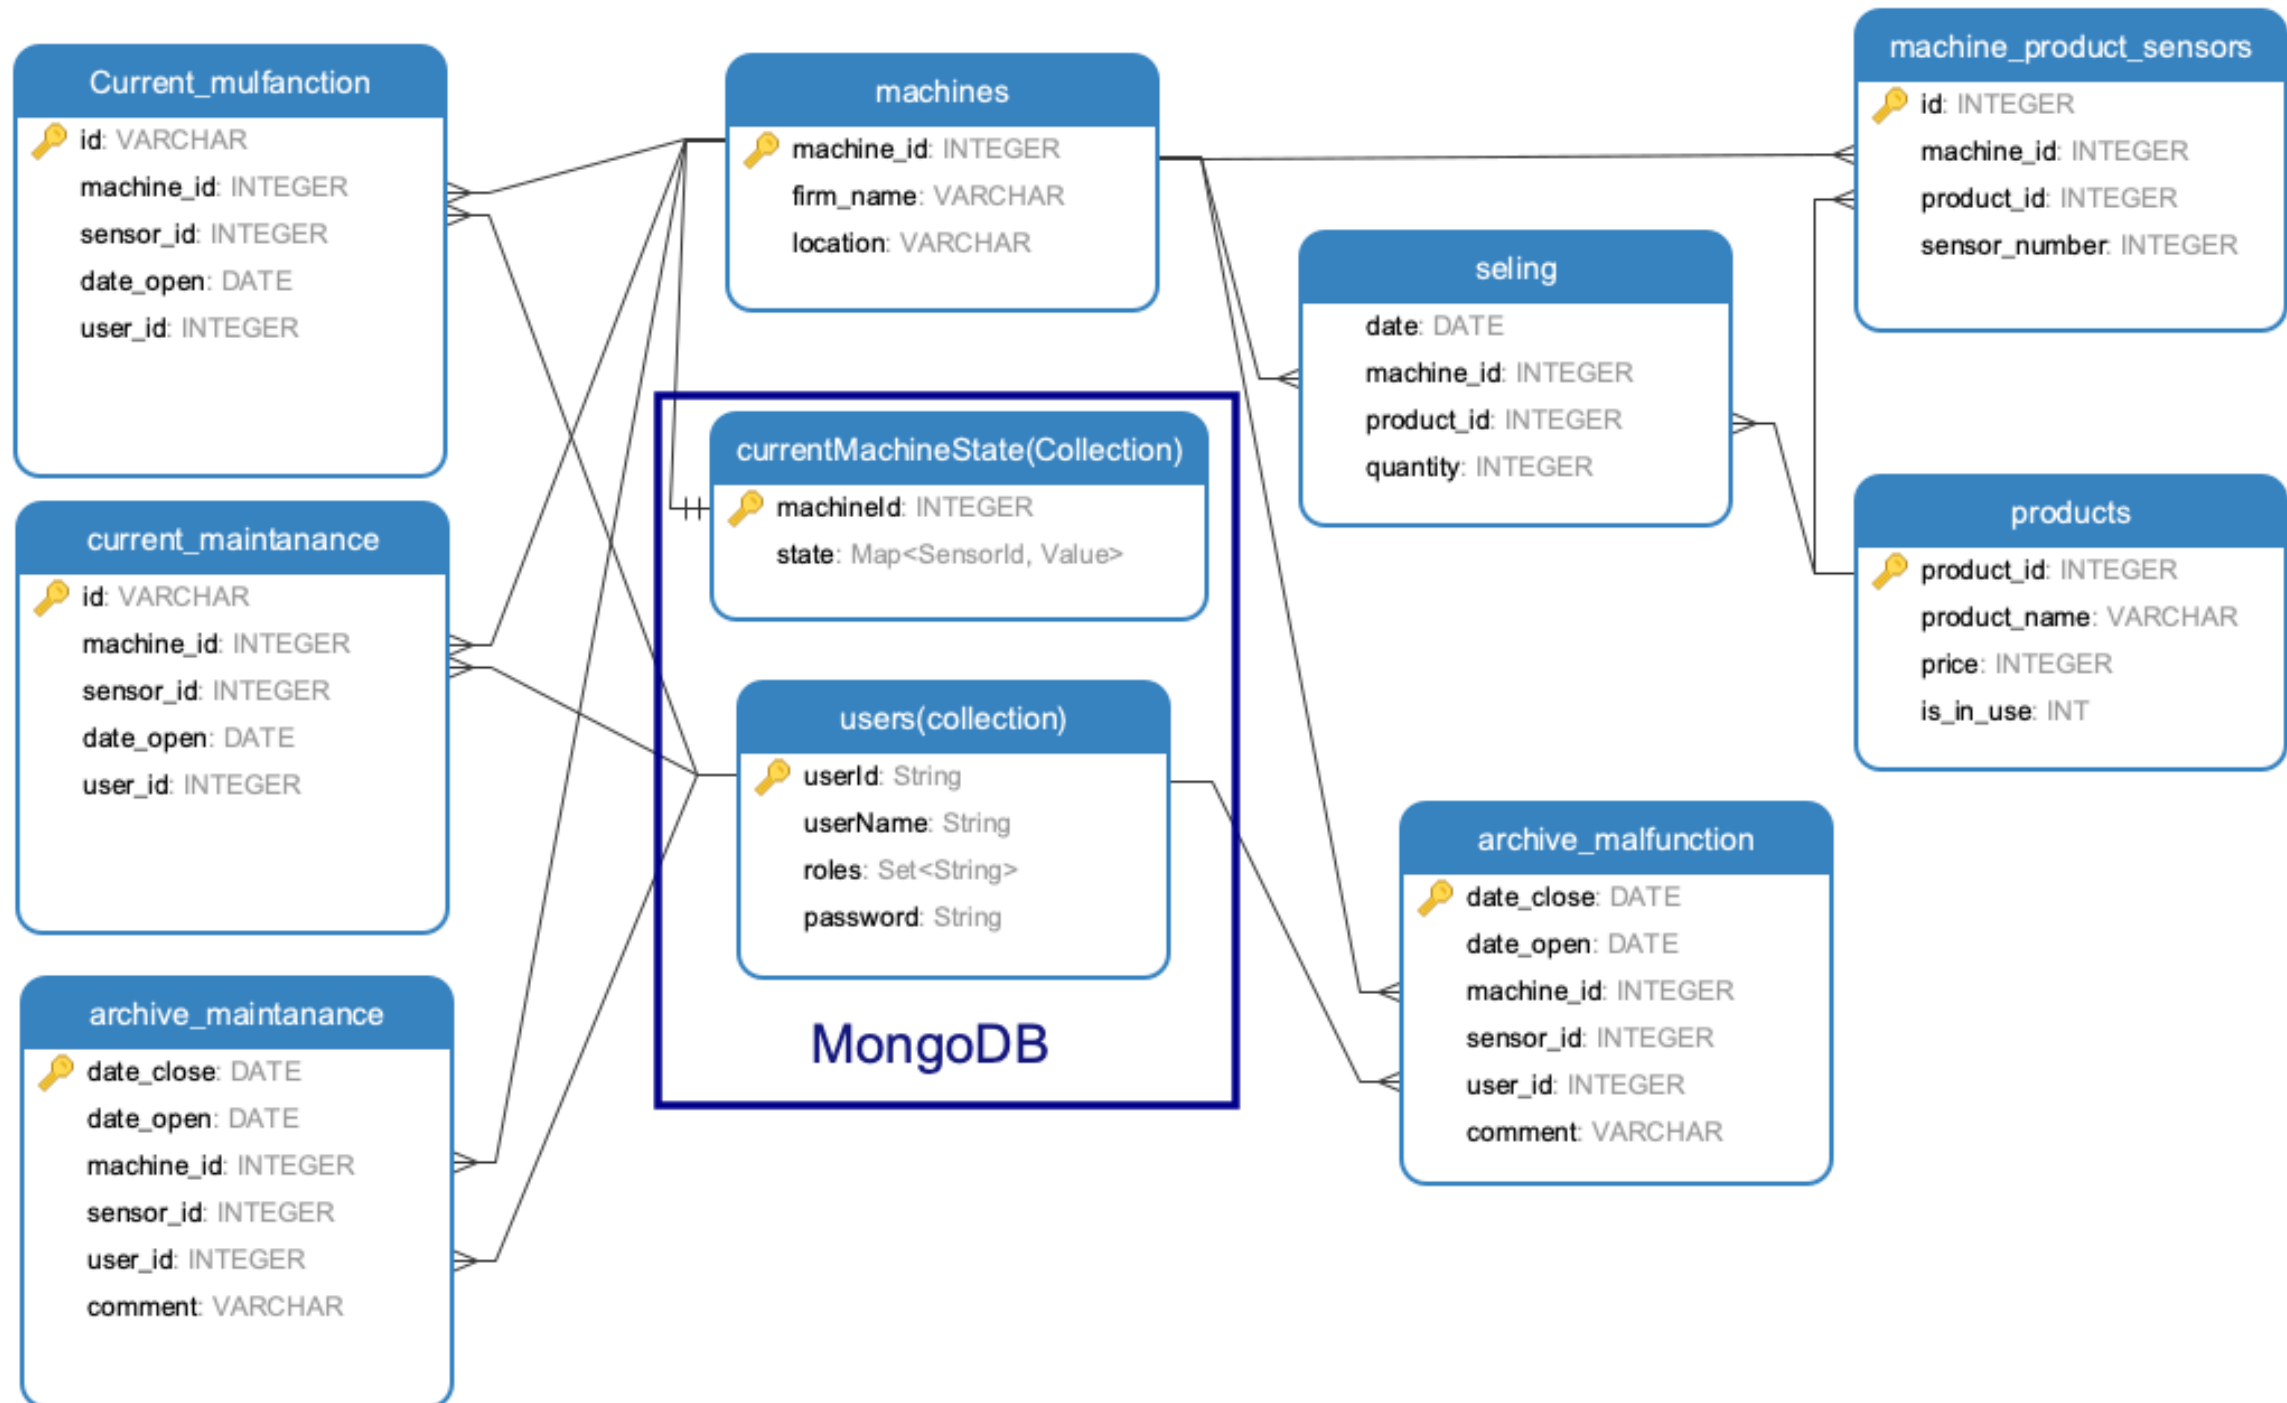 Current_mulfanction
id: VARCHAR
machine_id: INTEGER
sensor_id: INTEGER
date_open: DATE
user_id: INTEGER
current_maintanance
id: VARCHAR
machine_id: INTEGER
sensor_id: INTEGER
date_open: DATE
user_id: INTEGER
archive_maintanance
date_close: DATE
date_open: DATE
machine_id: INTEGER
sensor_id: INTEGER
user_id: INTEGER
comment: VARCHAR
machines
machine_id: INTEGER
firm_name: VARCHAR
location: VARCHAR
currentMachineState(Collection)
machineId: INTEGER
state: Map<SensorId, Value>
users(collection)
userId: String
userName: String
roles: Set<String>
password: String
MongoDB
seling
date: DATE
machine_id: INTEGER
product_id: INTEGER
quantity: INTEGER
archive_malfunction
date_close: DATE
date_open: DATE
machine_id: INTEGER
sensor_id: INTEGER
user_id: INTEGER
comment: VARCHAR
machine_product_sensors
id: INTEGER
machine_id: INTEGER
product_id: INTEGER
sensor_number: INTEGER
products
product_id: INTEGER
product_name: VARCHAR
price: INTEGER
is_in_use: INT